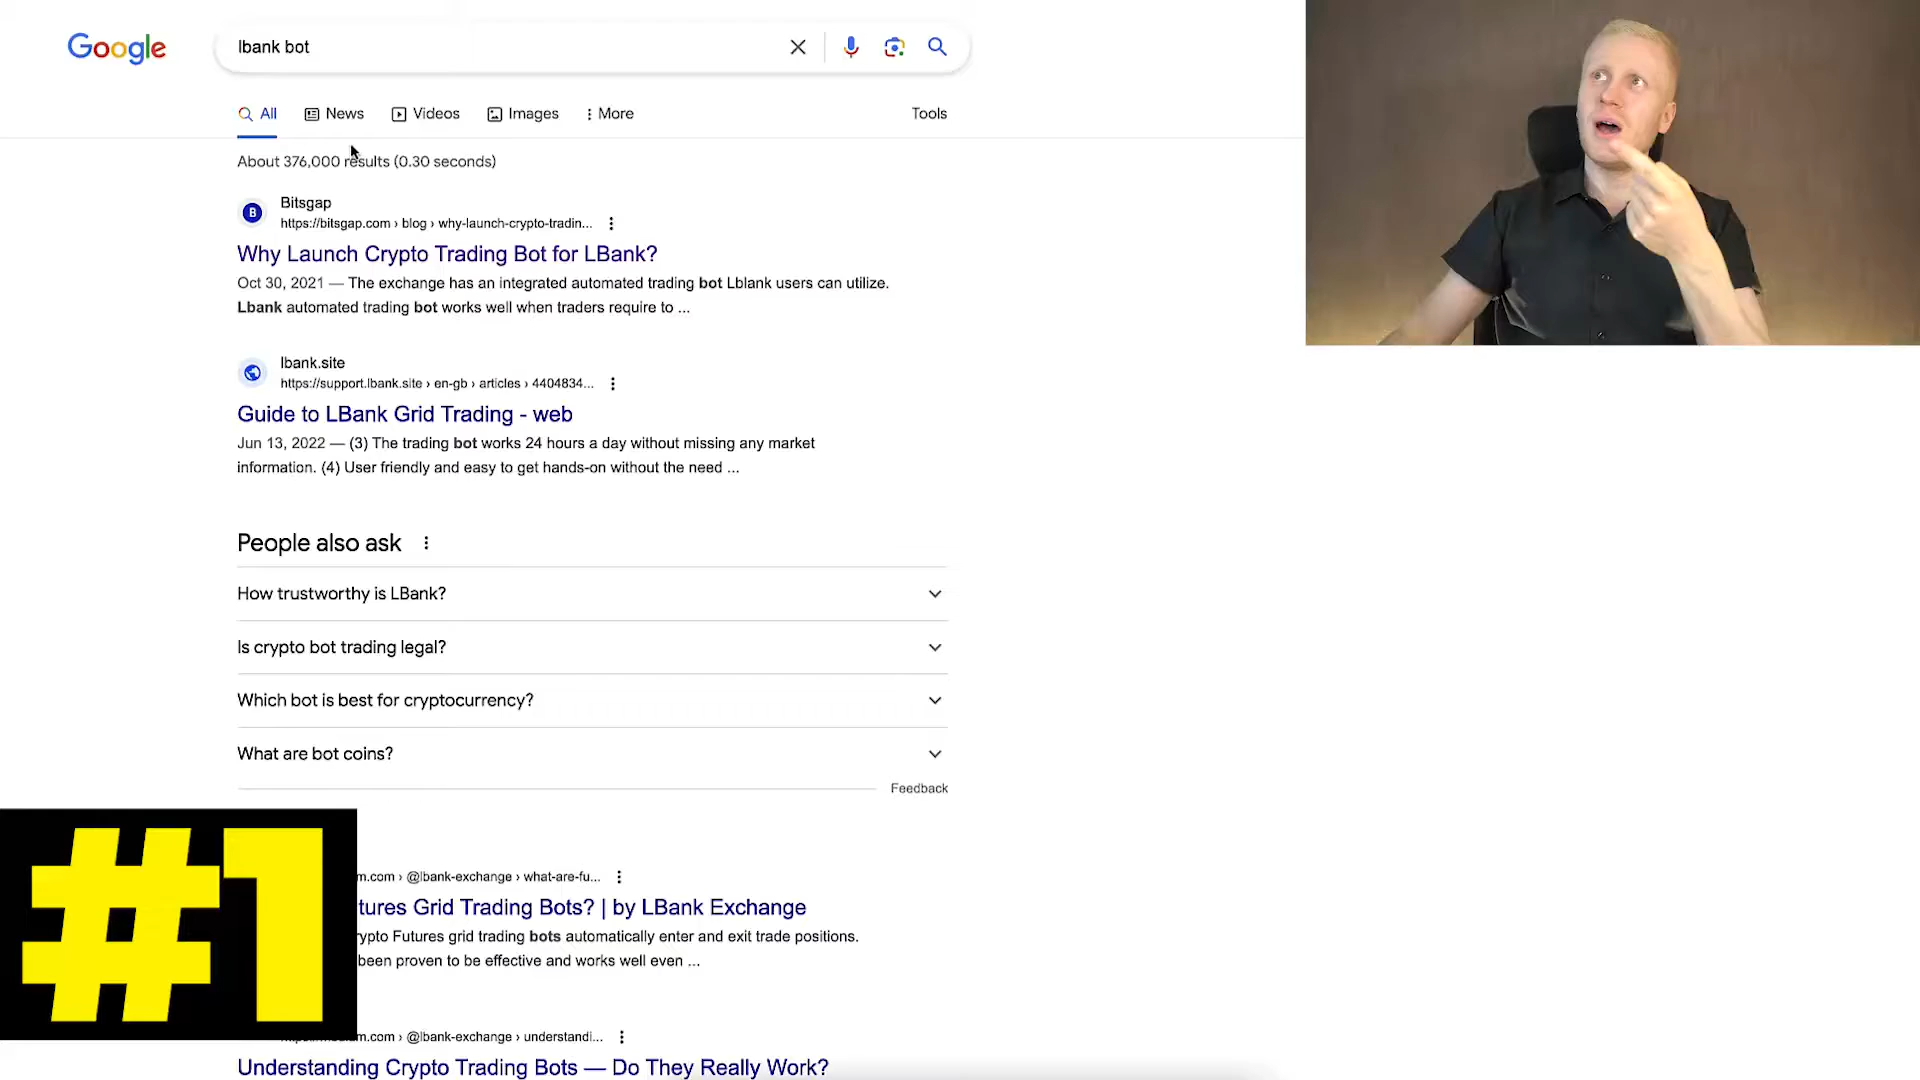 Google
lbank bot
All
News
Videos
Images
More
Tools
About 376,000 results (0.30 seconds)
B
Bitsgap
https://bitsgap.com › blog › why-launch-crypto-tradin...
Why Launch Crypto Trading Bot for LBank?
Oct 30, 2021 — The exchange has an integrated automated trading bot Lblank users can utilize.
Lbank automated trading bot works well when traders require to ...
lbank.site
https://support.lbank.site › en-gb › articles › 4404834...
Guide to LBank Grid Trading - web
Jun 13, 2022 — (3) The trading bot works 24 hours a day without missing any market
information. (4) User friendly and easy to get hands-on without the need ...
People also ask
How trustworthy is LBank?
Is crypto bot trading legal?
Which bot is best for cryptocurrency?
What are bot coins?
Feedback
#1
m.com › @lbank-exchange › what-are-fu...
tures Grid Trading Bots? | by LBank Exchange
rypto Futures grid trading bots automatically enter and exit trade positions.
been proven to be effective and works well even ...
.com › @lbank-exchange › understandi...
Understanding Crypto Trading Bots — Do They Really Work?